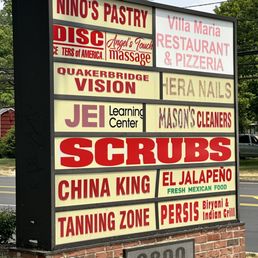 NINO'S PASTRY
Villa Maria
RESTAURANT
& PIZZERIA
DISC
TERS OF AMERICA
Angel's Touch
massage
QUAKERBRIDGE
VISION
HERA NAILS
JEI Learning
Center
MASON'S CLEANERS
SCRUBS
CHINA KING
EL JALAPEÑO
FRESH MEXICAN FOOD
TANNING ZONE
PERSIS Biryani &
Indian Grill